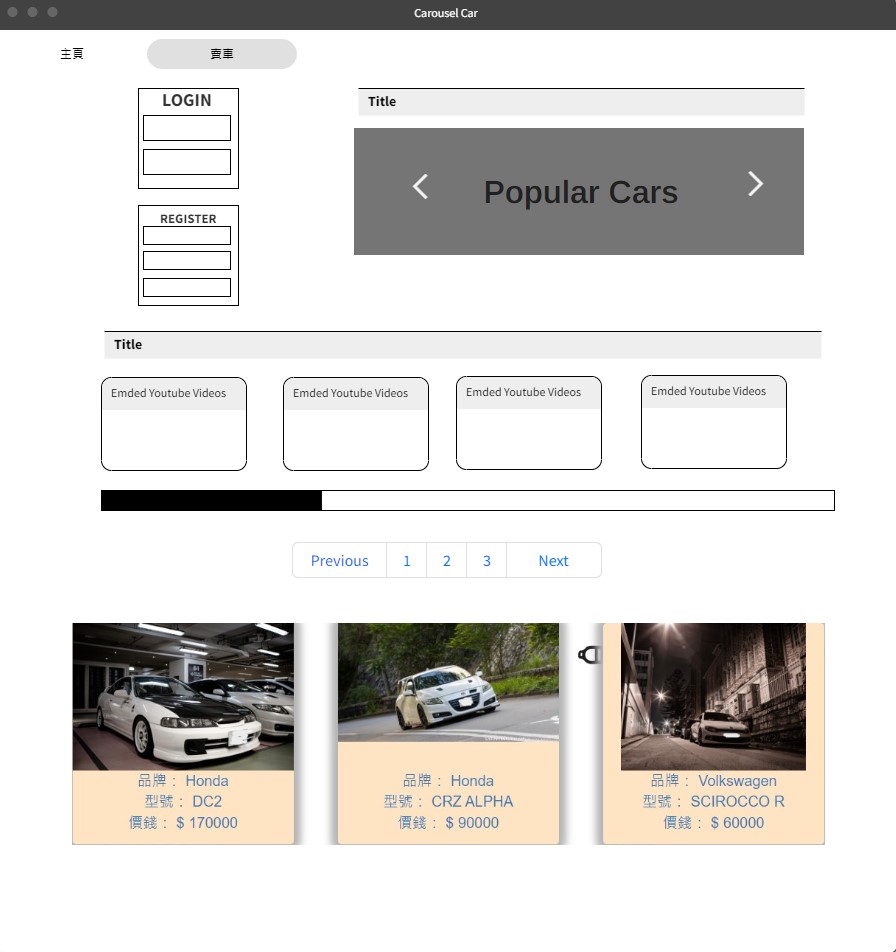 Carousel Car
主頁
賣車
LOGIN
Title
Popular Cars
REGISTER
Title
Emded Youtube Videos
Emded Youtube Videos
Emded Youtube Videos
Emded Youtube Videos
Previous 1 2 3 Next
品牌： Honda
型號： DC2
價錢： $ 170000
品牌： Honda
型號： CRZ ALPHA
價錢： $ 90000
品牌： Volkswagen
型號： SCIROCCO R
價錢： $ 60000